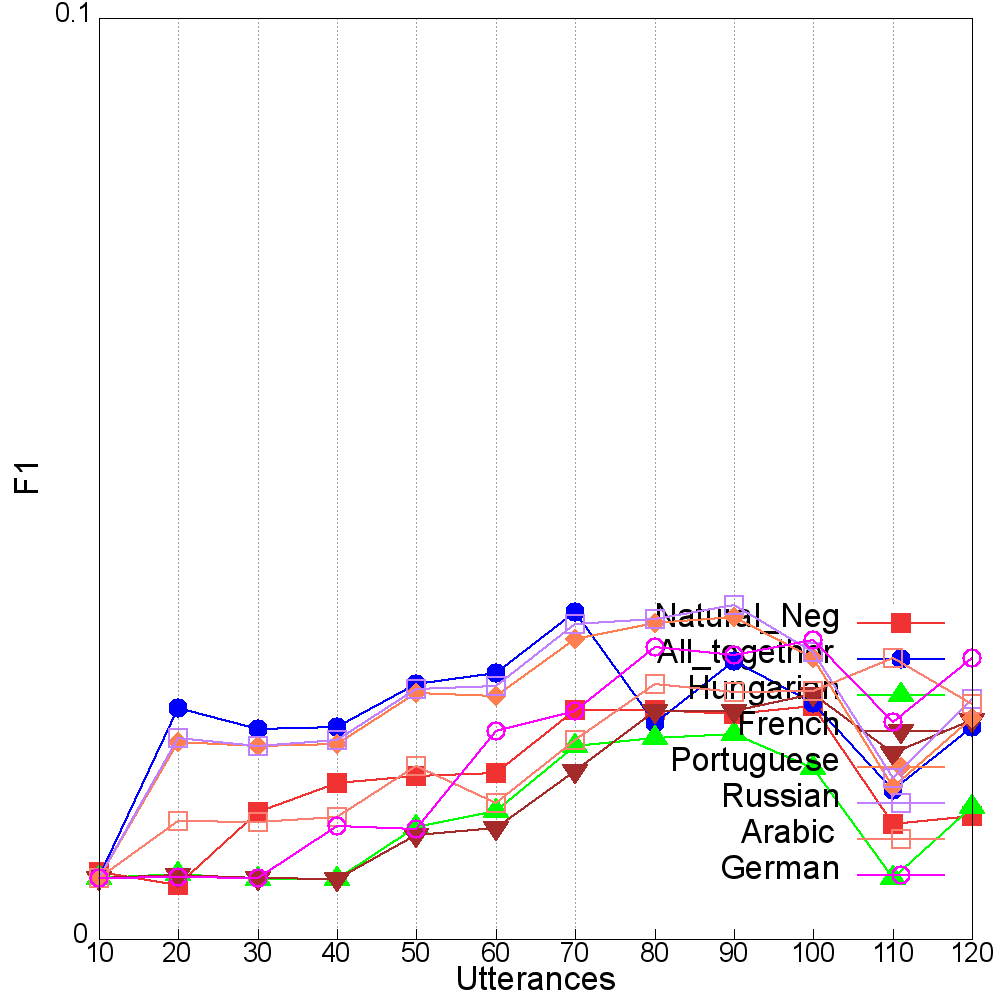 0.1
F1
Natural_Neg
All_together
Hungarian
French
Portuguese
Russian
Arabic
German
0
10 20 30 40 50 60 70 80 90 100 110 120
Utterances